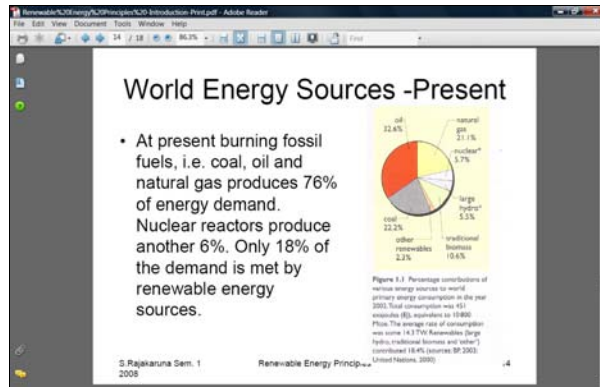 Renewable%20Energy%20Principles%20-Introduction-Print.pdf - Adobe Reader
File Edit View Document Tools Window Help
14 / 18
86.3%
Find
World Energy Sources -Present
• At present burning fossil
fuels, i.e. coal, oil and
natural gas produces 76%
of energy demand.
Nuclear reactors produce
another 6%. Only 18% of
the demand is met by
renewable energy
sources.
oil
32.6%
natural
gas
21.1%
nuclear*
5.7%
large
hydro*
5.5%
traditional
biomass
10.6%
other
renewables
2.3%
coal
22.2%
Figure 1.1 Percentage contributions of
various energy sources to world
primary energy consumption in the year
2002. Total consumption was 451
exajoules (EJ), equivalent to 10 800
Mtoe. The average rate of consumption
was some 14.3 TW. Renewables (large
hydro, traditional biomass and 'other')
contributed 18.4% (sources: BP, 2003;
United Nations, 2000)
S.Rajakaruna Sem. 1
2008
Renewable Energy Princip
14